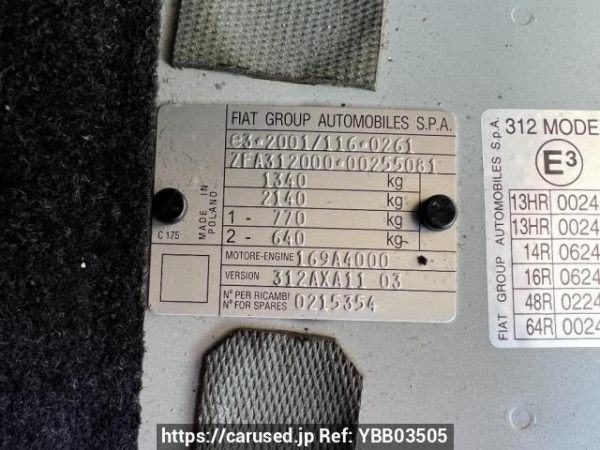 FIAT GROUP AUTOMOBILES S.P.A.
e3*2001/116*0261
ZFA312000*00255081
1340 kg
2140 kg
1 - 770 kg
2 - 640 kg
MOTORE-ENGINE 169A4000
VERSION 312AXA11 03
N° PER RICAMBI
N° FOR SPARES 0215354
MADE IN
POLAND
C 175
FIAT GROUP AUTOMOBILES S.P.A.
312 MODE
E3
13HR 0024
13HR 0024
14R 0624
16R 0624
48R 0224
64R 0024
https://carused.jp Ref: YBB03505